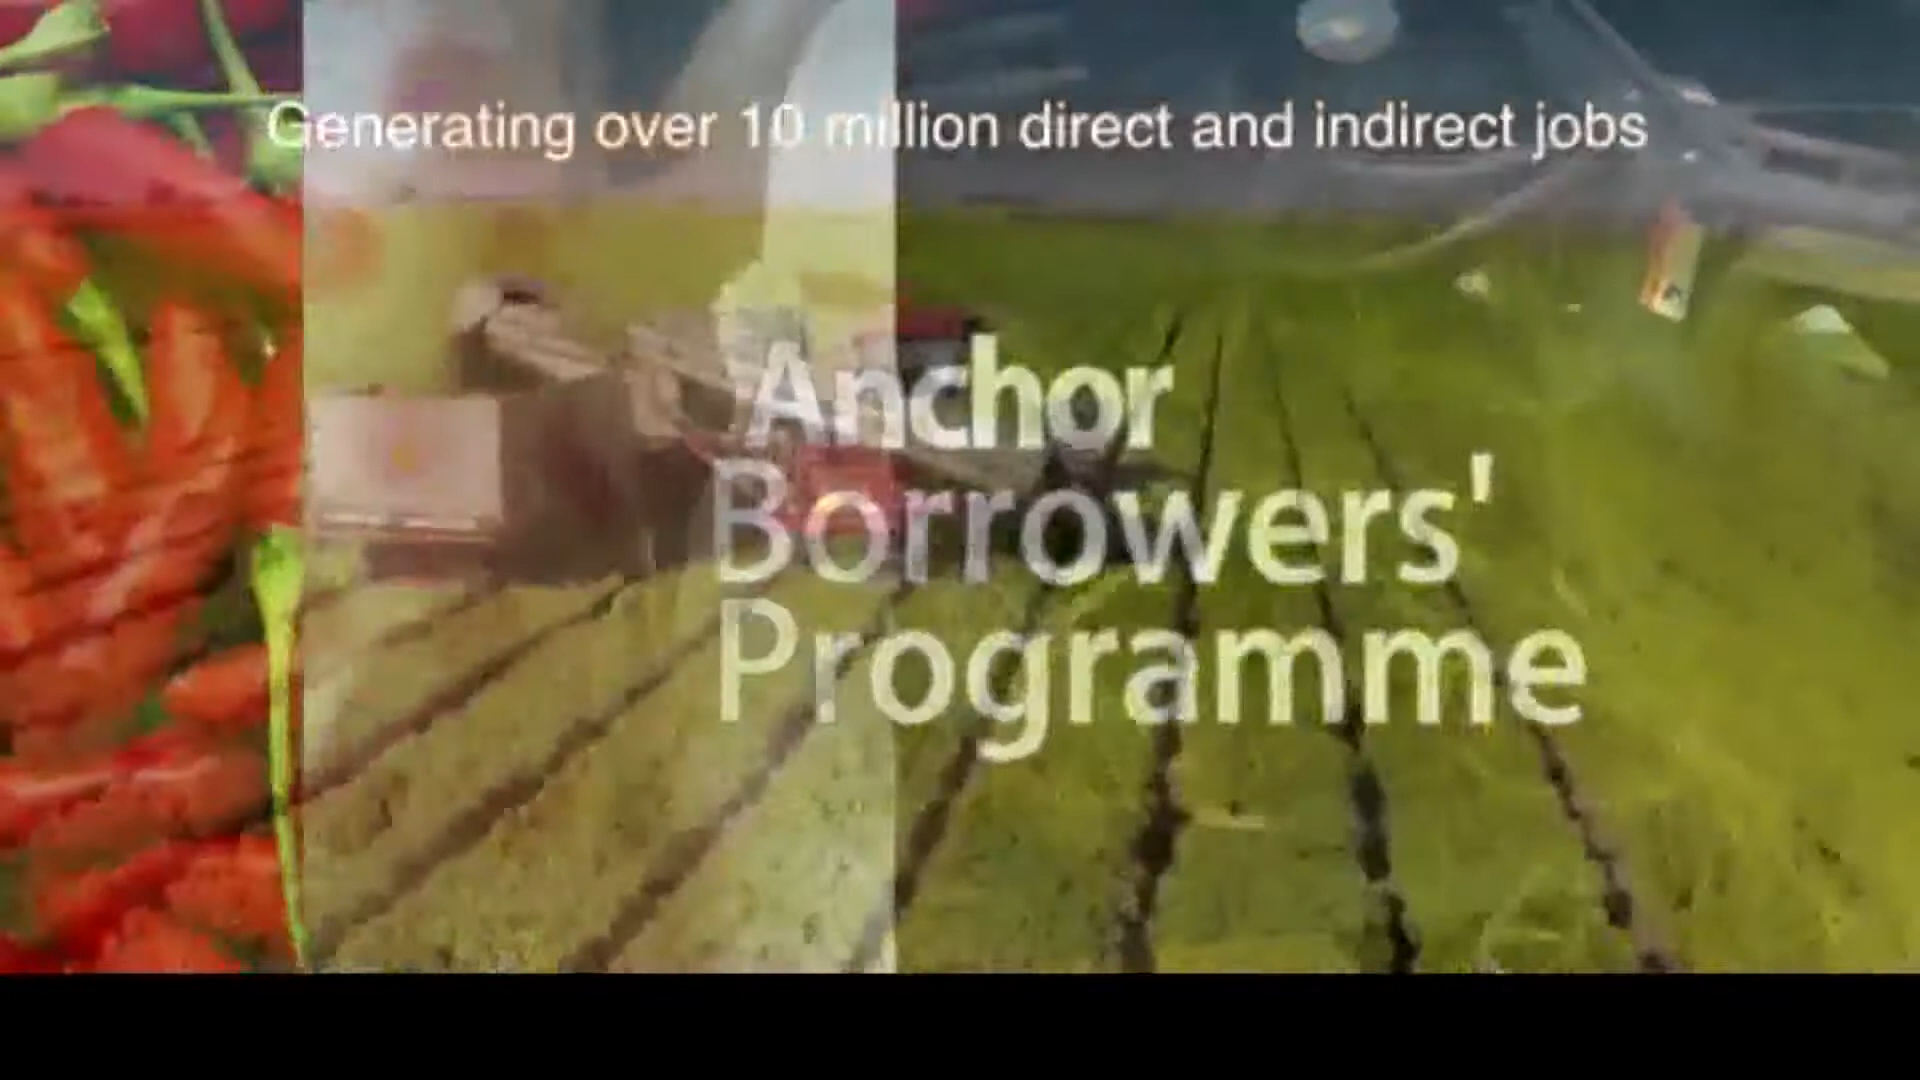 Generating over 10 million direct and indirect jobs
Anchor
Borrowers'
Programme